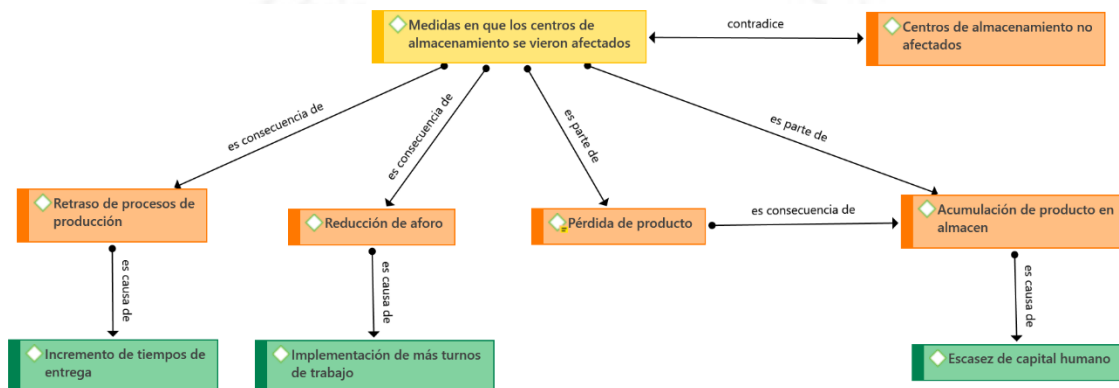 Medidas en que los centros de
almacenamiento se vieron afectados
contradice
Centros de almacenamiento no
afectados
es consecuencia de
es consecuencia de
es parte de
es parte de
Retraso de procesos de
producción
Reducción de aforo
Pérdida de producto
es consecuencia de
Acumulación de producto en
almacen
es causa de
es causa de
es causa de
Incremento de tiempos de
entrega
Implementación de más turnos
de trabajo
Escasez de capital humano